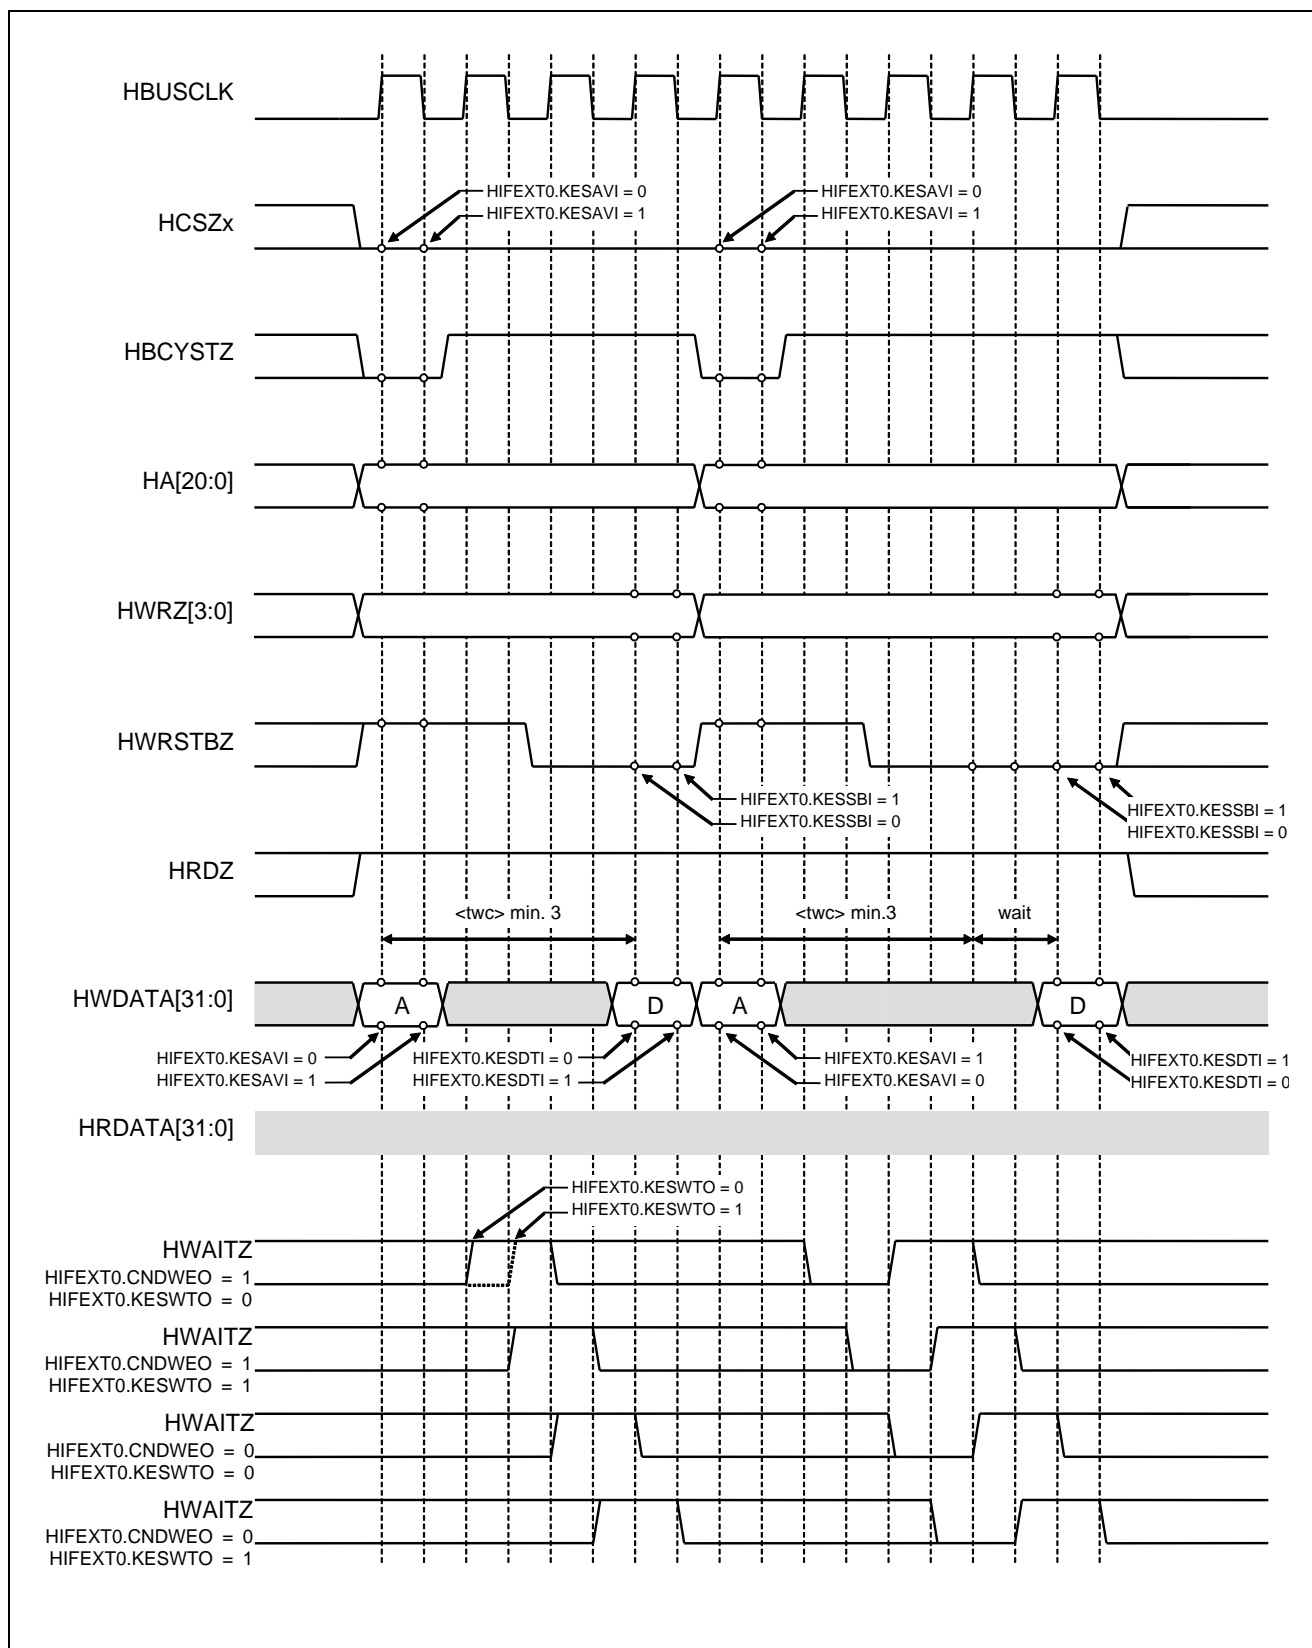 HBUSCLK
HIFEXT0.KESAVI = 0
HIFEXT0.KESAVI = 0
HIFEXT0.KESAVI = 1
HIFEXT0.KESAVI = 1
HCSZx
HBCYSTZ
HA[20:0]
HWRZ[3:0]
HWRSTBZ
HIFEXT0.KESSBI = 1
HIFEXT0.KESSBI = 1
HIFEXT0.KESSBI = 0
HIFEXT0.KESSBI = 0
HRDZ
<twc> min. 3
<twc> min.3
wait
HWDATA[31:0]
A
D
A
D
HIFEXT0.KESAVI = 0
HIFEXT0.KESDTI = 0
HIFEXT0.KESAVI = 1
HIFEXT0.KESDTI = 1
HIFEXT0.KESAVI = 1
HIFEXT0.KESDTI = 1
HIFEXT0.KESAVI = 0
HIFEXT0.KESDTI = 0
HRDATA[31:0]
HIFEXT0.KESWTO = 0
HIFEXT0.KESWTO = 1
HWAITZ
HIFEXT0.CNDWEO = 1
HIFEXT0.KESWTO = 0
HWAITZ
HIFEXT0.CNDWEO = 1
HIFEXT0.KESWTO = 1
HWAITZ
HIFEXT0.CNDWEO = 0
HIFEXT0.KESWTO = 0
HWAITZ
HIFEXT0.CNDWEO = 0
HIFEXT0.KESWTO = 1